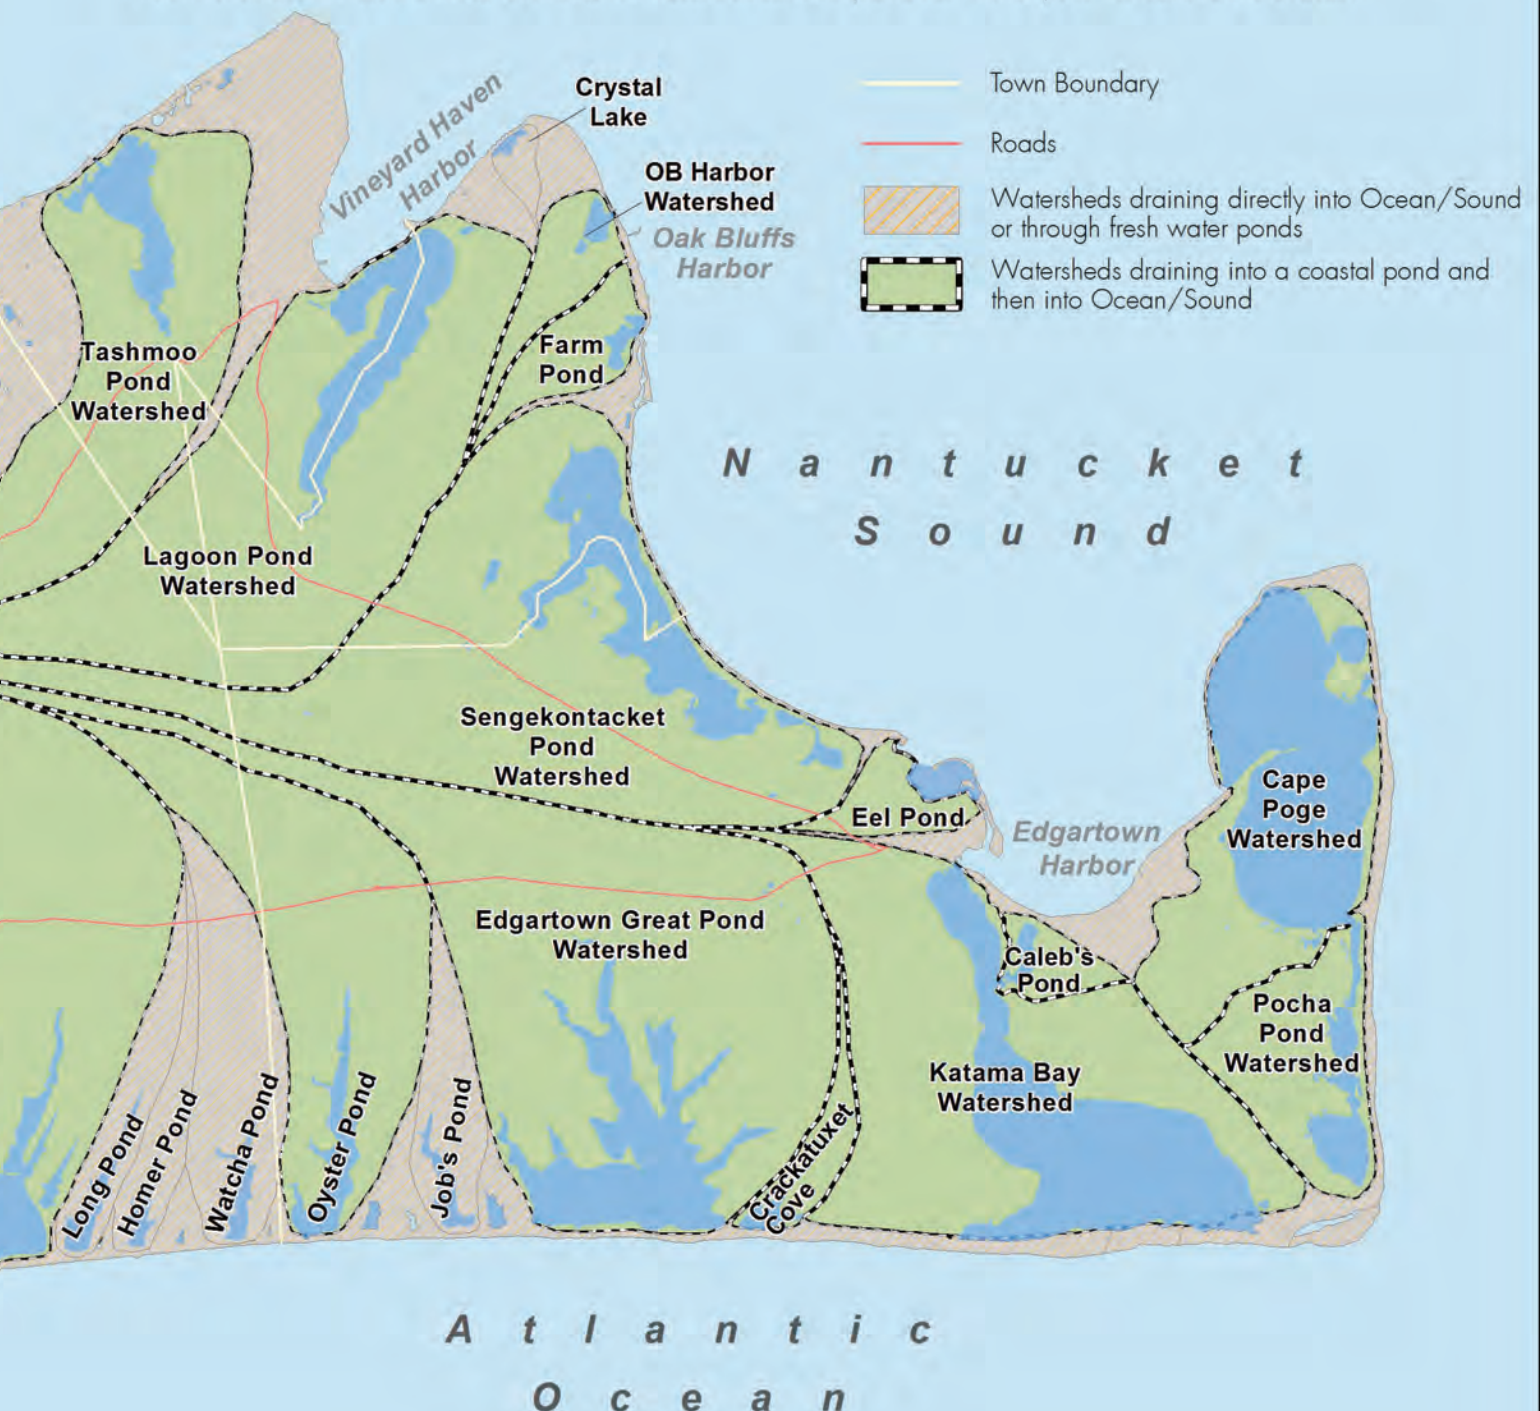 Crystal
Lake
Vineyard Haven
Harbor
OB Harbor
Watershed
Oak Bluffs
Harbor
Town Boundary
Roads
Watersheds draining directly into Ocean/Sound
or through fresh water ponds
Watersheds draining into a coastal pond and
then into Ocean/Sound
Tashmoo
Pond
Watershed
Farm
Pond
Nantucket
Sound
Lagoon Pond
Watershed
Sengekontacket
Pond
Watershed
Eel Pond
Edgartown
Harbor
Cape
Poge
Watershed
Edgartown Great Pond
Watershed
Caleb's
Pond
Pocha
Pond
Watershed
Katama Bay
Watershed
Long Pond
Homer Pond
Watcha Pond
Oyster Pond
Job's Pond
Crackatuxet
Cove
Atlantic
Ocean